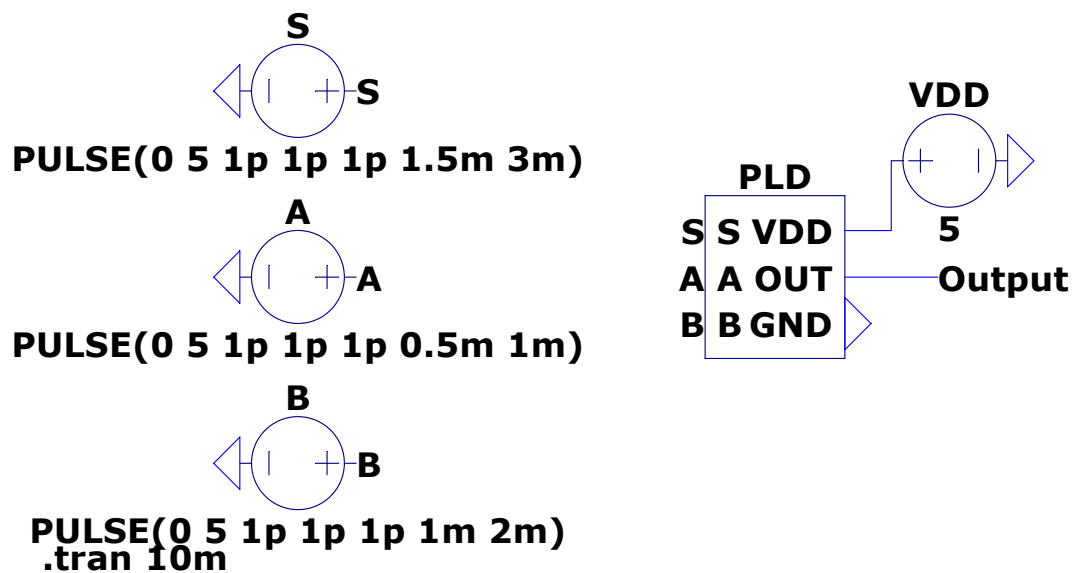 S
S
PULSE(0 5 1p 1p 1p 1.5m 3m)
A
A
PULSE(0 5 1p 1p 1p 0.5m 1m)
B
B
PULSE(0 5 1p 1p 1p 1m 2m)
.tran 10m
VDD
5
PLD
S S VDD
A A OUT Output
B B GND